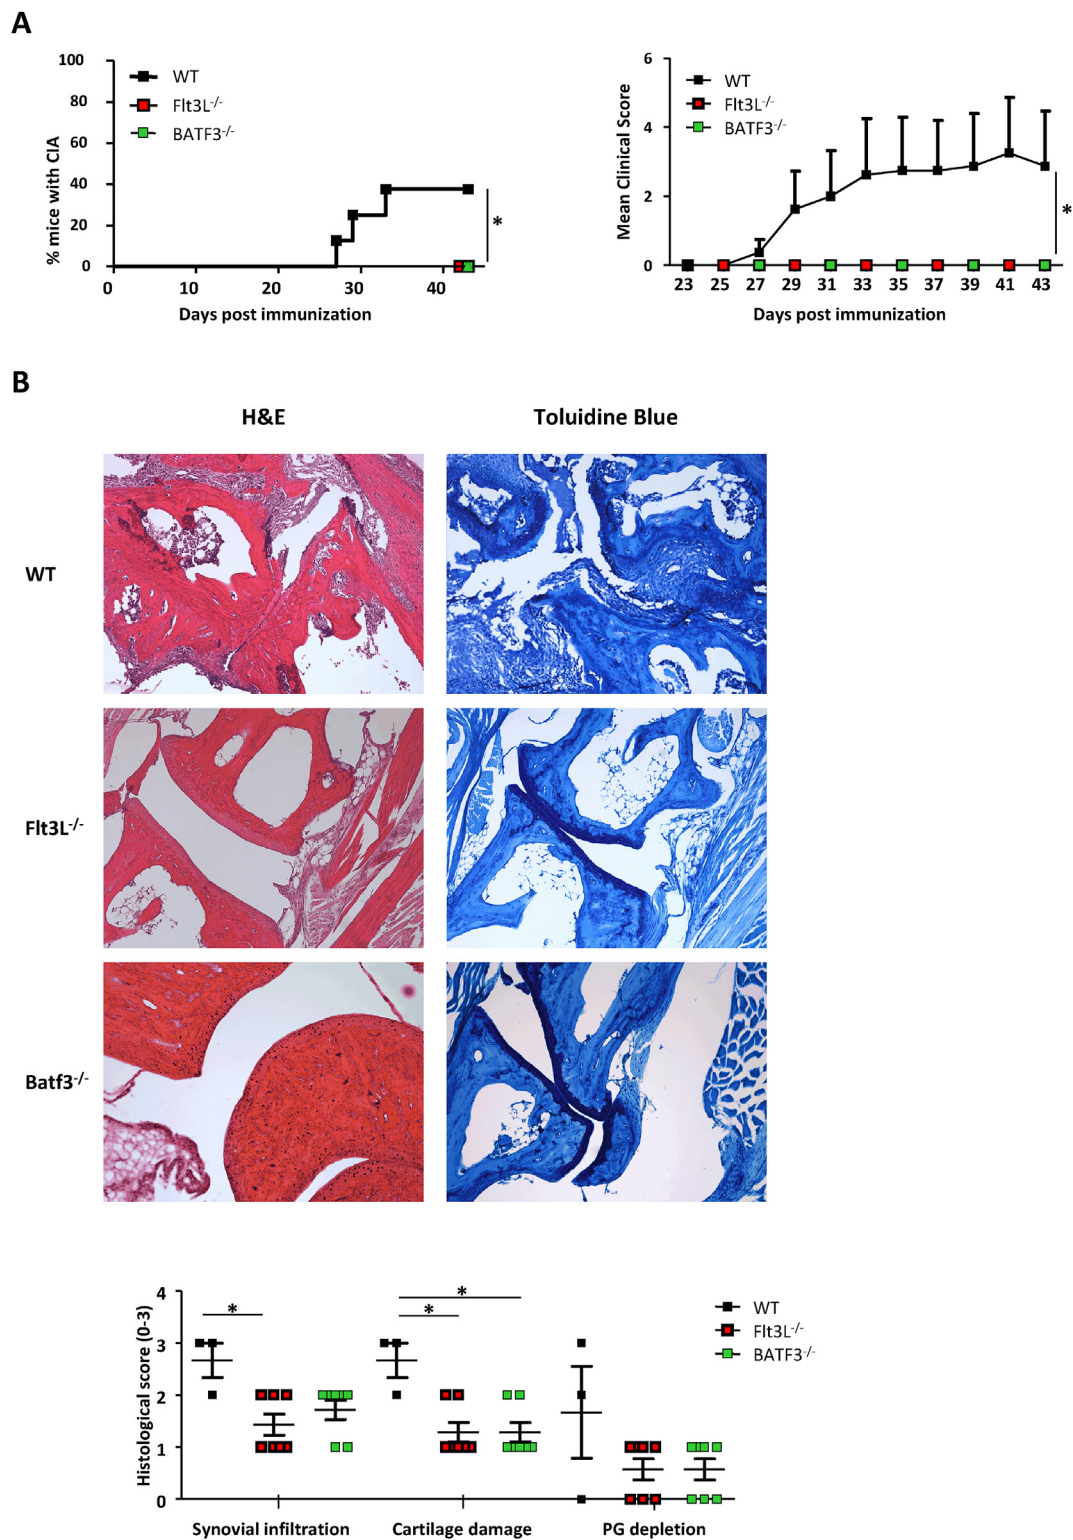 A
% mice with CIA
100
80
60
40
20
0
WT
Flt3L-/-
BATF3-/-
*
0 10 20 30 40
Days post immunization
Mean Clinical Score
6
4
2
0
WT
Flt3L-/-
BATF3-/-
*
23 25 27 29 31 33 35 37 39 41 43
Days post immunization
B
H&E Toluidine Blue
WT
Flt3L-/-
Batf3-/-
Histological score (0-3)
4
3
2
1
0
* * *
WT
Flt3L-/-
BATF3-/-
Synovial infiltration Cartilage damage PG depletion